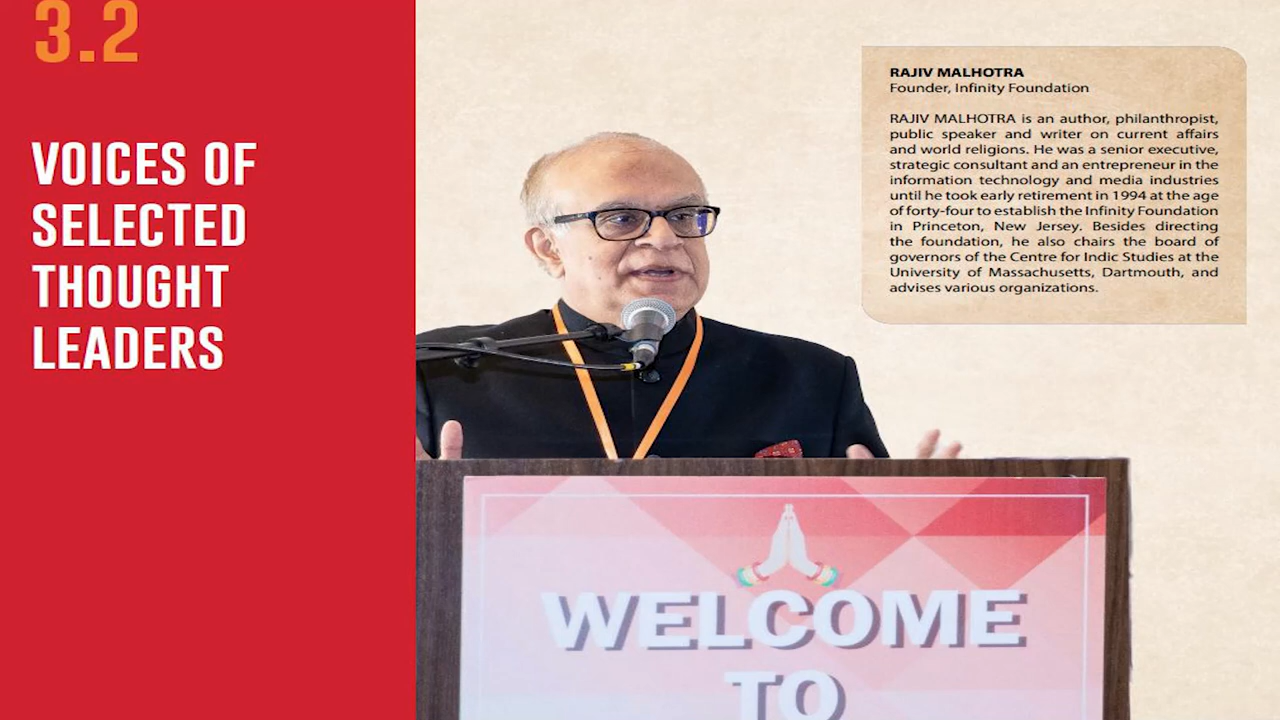 3.2
VOICES OF
SELECTED
THOUGHT
LEADERS
RAJIV MALHOTRA
Founder, Infinity Foundation
RAJIV MALHOTRA is an author, philanthropist,
public speaker and writer on current affairs
and world religions. He was a senior executive,
strategic consultant and an entrepreneur in the
information technology and media industries
until he took early retirement in 1994 at the age
of forty-four to establish the Infinity Foundation
in Princeton, New Jersey. Besides directing
the foundation, he also chairs the board of
governors of the Centre for Indic Studies at the
University of Massachusetts, Dartmouth, and
advises various organizations.
WELCOME
TO